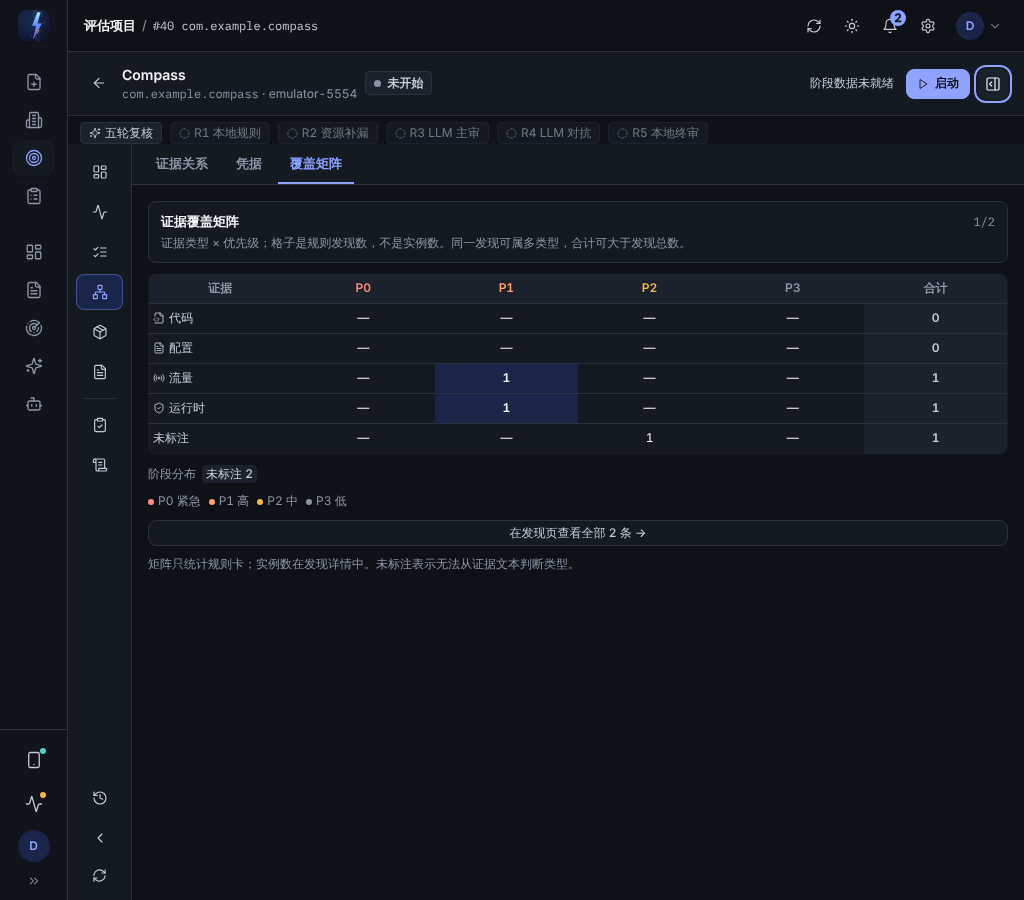 评估项目 / #40 com.example.compass
2
D
Compass
com.example.compass · emulator-5554
未开始
阶段数据未就绪
启动
五轮复核
R1 本地规则
R2 资源补漏
R3 LLM 主审
R4 LLM 对抗
R5 本地终审
证据关系
凭据
覆盖矩阵
证据覆盖矩阵
1/2
证据类型 × 优先级；格子是规则发现数，不是实例数。同一发现可属多类型，合计可大于发现总数。
证据 P0 P1 P2 P3 合计
代码 — — — — 0
配置 — — — — 0
流量 — 1 — — 1
运行时 — 1 — — 1
未标注 — — 1 — 1
阶段分布 未标注 2
P0 紧急 P1 高 P2 中 P3 低
在发现页查看全部 2 条 →
矩阵只统计规则卡；实例数在发现详情中。未标注表示无法从证据文本判断类型。
D